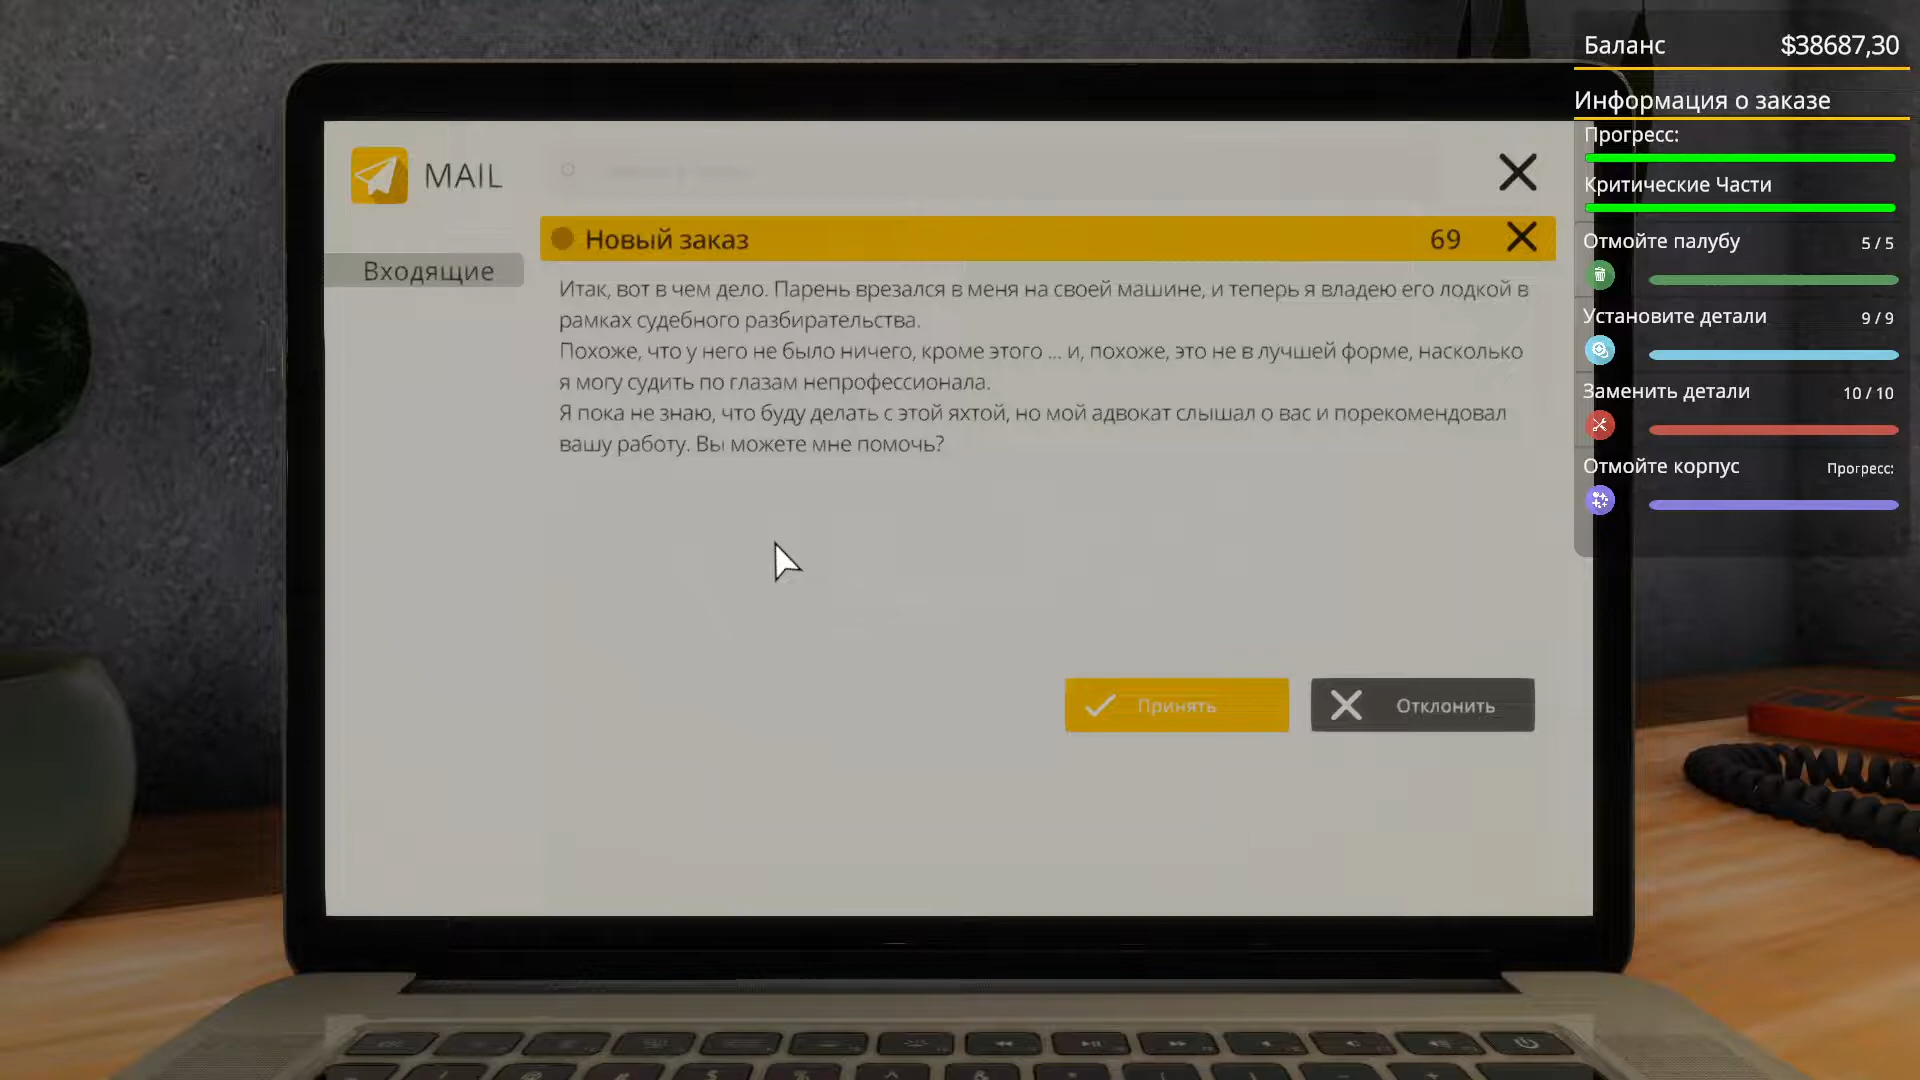 Баланс $38687,30
Информация о заказе
Прогресс:
Критические Части
Отмойте палубу 5 / 5
Установите детали 9 / 9
Заменить детали 10 / 10
Отмойте корпус Прогресс:
MAIL
Входящие
Новый заказ 69
Итак, вот в чем дело. Парень врезался в меня на своей машине, и теперь я владею его лодкой в
рамках судебного разбирательства.
Похоже, что у него не было ничего, кроме этого ... и, похоже, это не в лучшей форме, насколько
я могу судить по глазам непрофессионала.
Я пока не знаю, что буду делать с этой яхтой, но мой адвокат слышал о вас и порекомендовал
вашу работу. Вы можете мне помочь?
Принять
Отклонить